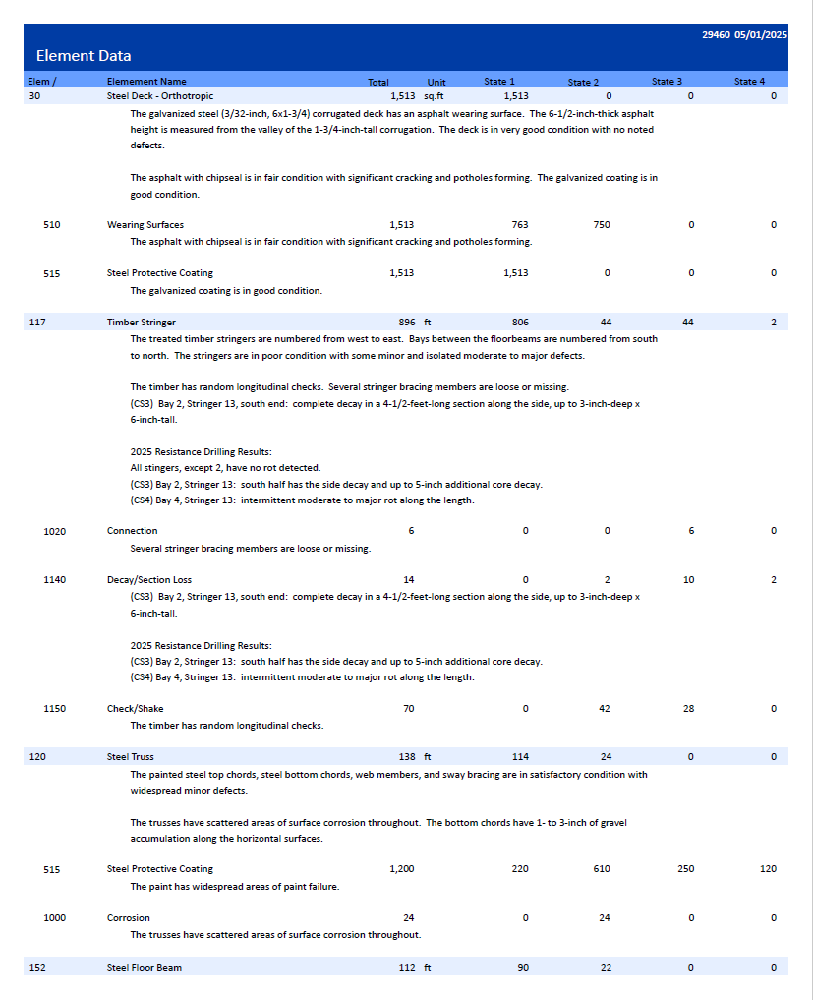 29460 05/01/2025
Element Data
Elem / Elemement Name Total Unit State 1 State 2 State 3 State 4
30 Steel Deck - Orthotropic 1,513 sq.ft 1,513 0 0 0
The galvanized steel (3/32-inch, 6x1-3/4) corrugated deck has an asphalt wearing surface.  The 6-1/2-inch-thick asphalt
height is measured from the valley of the 1-3/4-inch-tall corrugation.  The deck is in very good condition with no noted
defects.
The asphalt with chipseal is in fair condition with significant cracking and potholes forming.  The galvanized coating is in
good condition.
510 Wearing Surfaces 1,513 763 750 0 0
The asphalt with chipseal is in fair condition with significant cracking and potholes forming.
515 Steel Protective Coating 1,513 1,513 0 0 0
The galvanized coating is in good condition.
117 Timber Stringer 896 ft 806 44 44 2
The treated timber stringers are numbered from west to east.  Bays between the floorbeams are numbered from south
to north.  The stringers are in poor condition with some minor and isolated moderate to major defects.
The timber has random longitudinal checks.  Several stringer bracing members are loose or missing.
(CS3)  Bay 2, Stringer 13, south end:  complete decay in a 4-1/2-feet-long section along the side, up to 3-inch-deep x
6-inch-tall.
2025 Resistance Drilling Results:
All stingers, except 2, have no rot detected.
(CS3) Bay 2, Stringer 13:  south half has the side decay and up to 5-inch additional core decay.
(CS4) Bay 4, Stringer 13:  intermittent moderate to major rot along the length.
1020 Connection 6 0 0 6 0
Several stringer bracing members are loose or missing.
1140 Decay/Section Loss 14 0 2 10 2
(CS3)  Bay 2, Stringer 13, south end:  complete decay in a 4-1/2-feet-long section along the side, up to 3-inch-deep x
6-inch-tall.
2025 Resistance Drilling Results:
(CS3) Bay 2, Stringer 13:  south half has the side decay and up to 5-inch additional core decay.
(CS4) Bay 4, Stringer 13:  intermittent moderate to major rot along the length.
1150 Check/Shake 70 0 42 28 0
The timber has random longitudinal checks.
120 Steel Truss 138 ft 114 24 0 0
The painted steel top chords, steel bottom chords, web members, and sway bracing are in satisfactory condition with
widespread minor defects.
The trusses have scattered areas of surface corrosion throughout.  The bottom chords have 1- to 3-inch of gravel
accumulation along the horizontal surfaces.
515 Steel Protective Coating 1,200 220 610 250 120
The paint has widespread areas of paint failure.
1000 Corrosion 24 0 24 0 0
The trusses have scattered areas of surface corrosion throughout.
152 Steel Floor Beam 112 ft 90 22 0 0